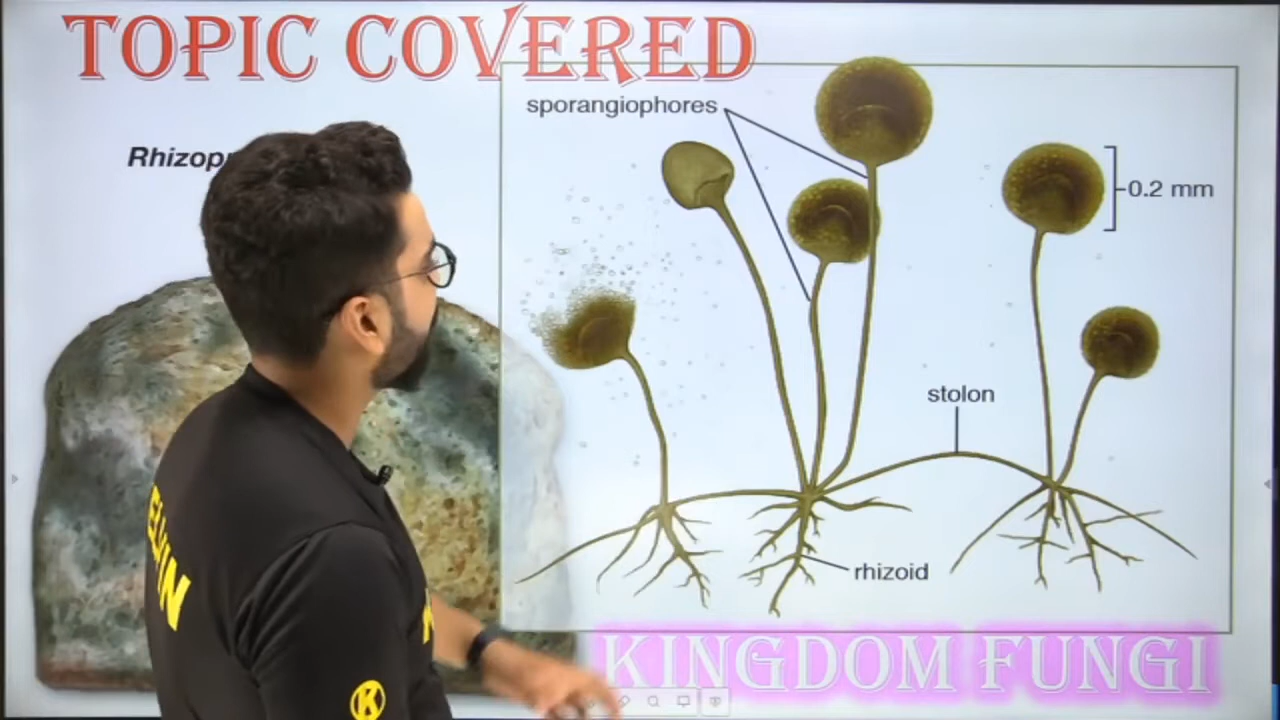 TOPIC COVERED
sporangiophores
0.2 mm
stolon
rhizoid
KINGDOM FUNGI
K